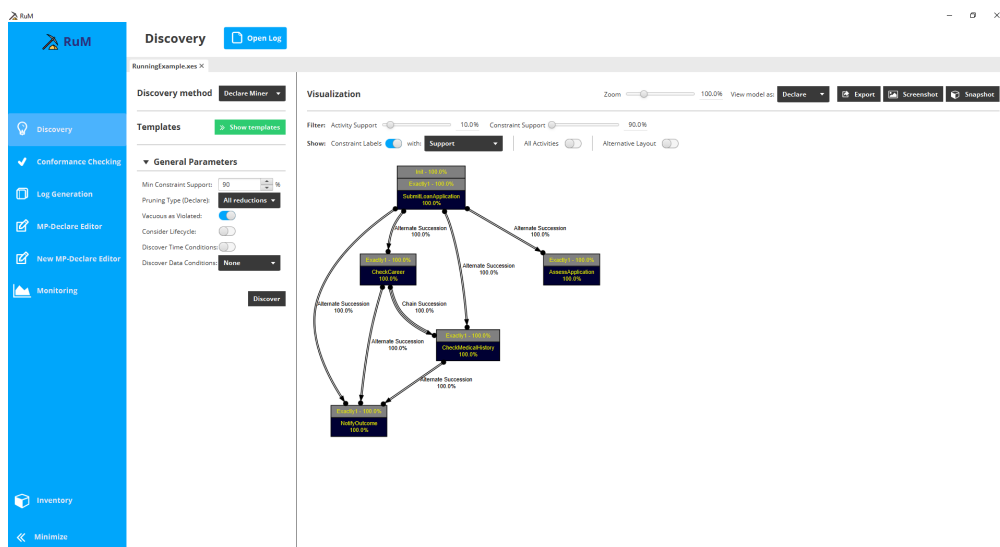 RuM
RuM
Discovery
Open Log
RunningExample.xes ×
Discovery
Conformance Checking
Log Generation
MP-Declare Editor
New MP-Declare Editor
Monitoring
Inventory
Minimize
Discovery method
Declare Miner
Templates
Show templates
General Parameters
Min Constraint Support:
90
%
Pruning Type (Declare):
All reductions
Vacuous as Violated:
Consider Lifecycle:
Discover Time Conditions:
Discover Data Conditions:
None
Discover
Visualization
Zoom
100.0%
View model as:
Declare
Export
Screenshot
Snapshot
Filter:
Activity Support
10.0%
Constraint Support
90.0%
Show:
Constraint Labels
with:
Support
All Activities
Alternative Layout
Init - 100.0%
Exactly1 - 100.0%
SubmitLoanApplication
100.0%
Alternate Succession
100.0%
Alternate Succession
100.0%
Exactly1 - 100.0%
CheckCareer
100.0%
Alternate Succession
100.0%
Exactly1 - 100.0%
AssessApplication
100.0%
Alternate Succession
100.0%
Chain Succession
100.0%
Alternate Succession
100.0%
Exactly1 - 100.0%
CheckMedicalHistory
100.0%
Alternate Succession
100.0%
Exactly1 - 100.0%
NotifyOutcome
100.0%